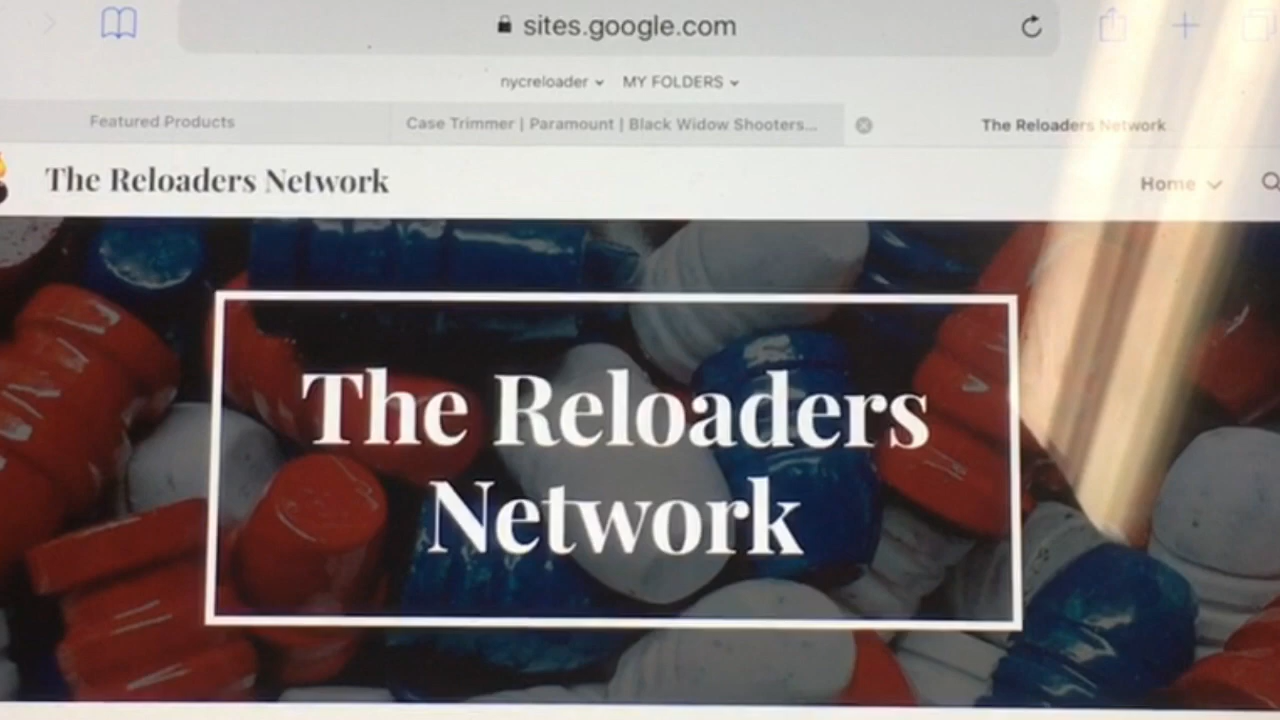 sites.google.com
nycreloader MY FOLDERS
Featured Products Case Trimmer | Paramount | Black Widow Shooters... The Reloaders Network
The Reloaders Network Home
The Reloaders
Network